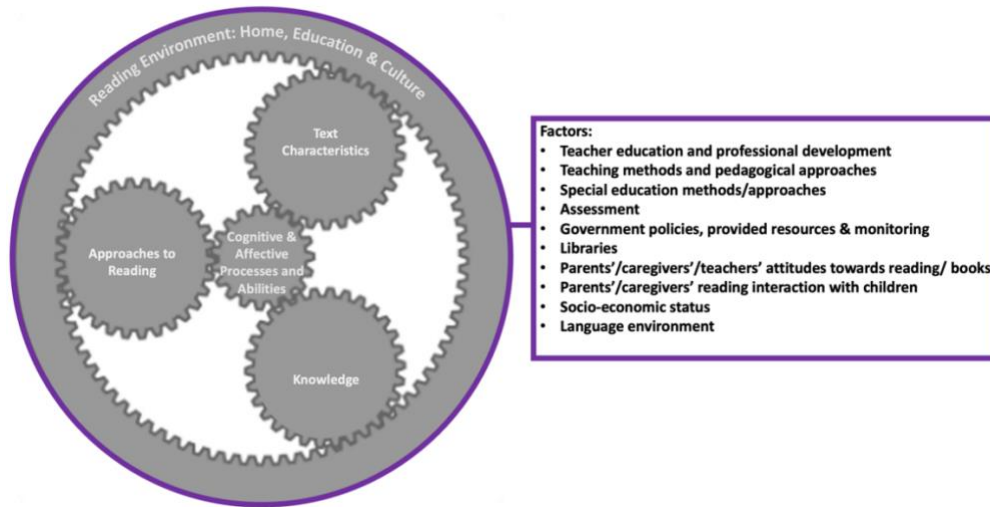 Reading Environment: Home, Education & Culture
Text
Characteristics
Approaches to
Reading
Cognitive &
Affective
Processes and
Abilities
Knowledge
Factors:
• Teacher education and professional development
• Teaching methods and pedagogical approaches
• Special education methods/approaches
• Assessment
• Government policies, provided resources & monitoring
• Libraries
• Parents'/caregivers'/teachers' attitudes towards reading/ books
• Parents'/caregivers' reading interaction with children
• Socio-economic status
• Language environment